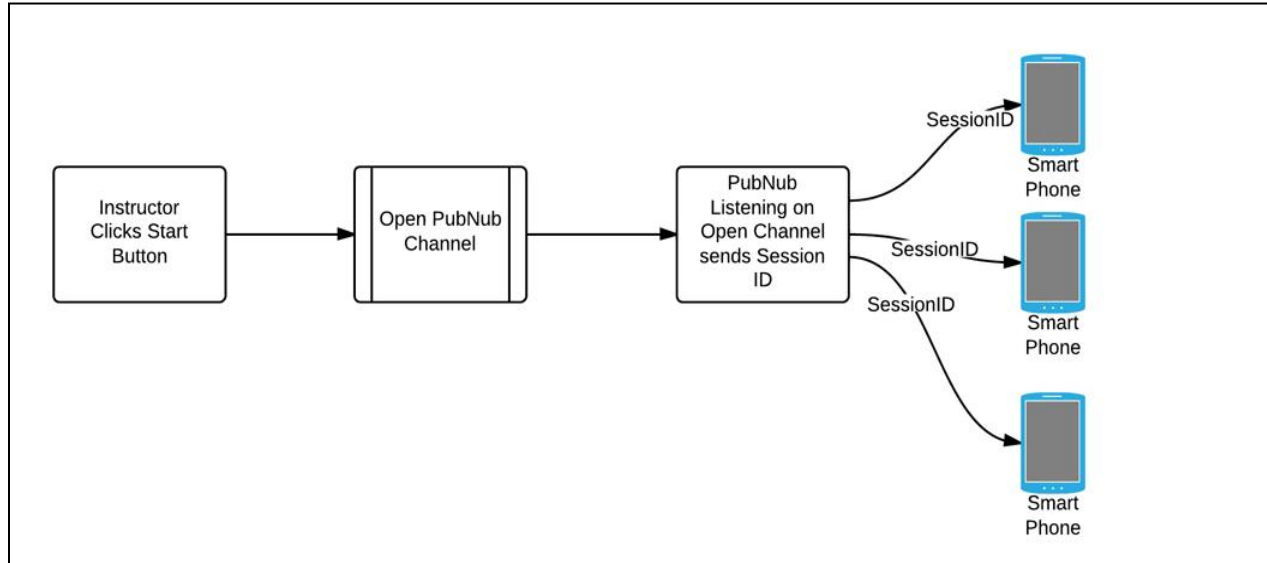 Instructor
Clicks Start
Button
Open PubNub
Channel
PubNub
Listening on
Open Channel
sends Session
ID
SessionID
Smart
Phone
SessionID
Smart
Phone
SessionID
Smart
Phone